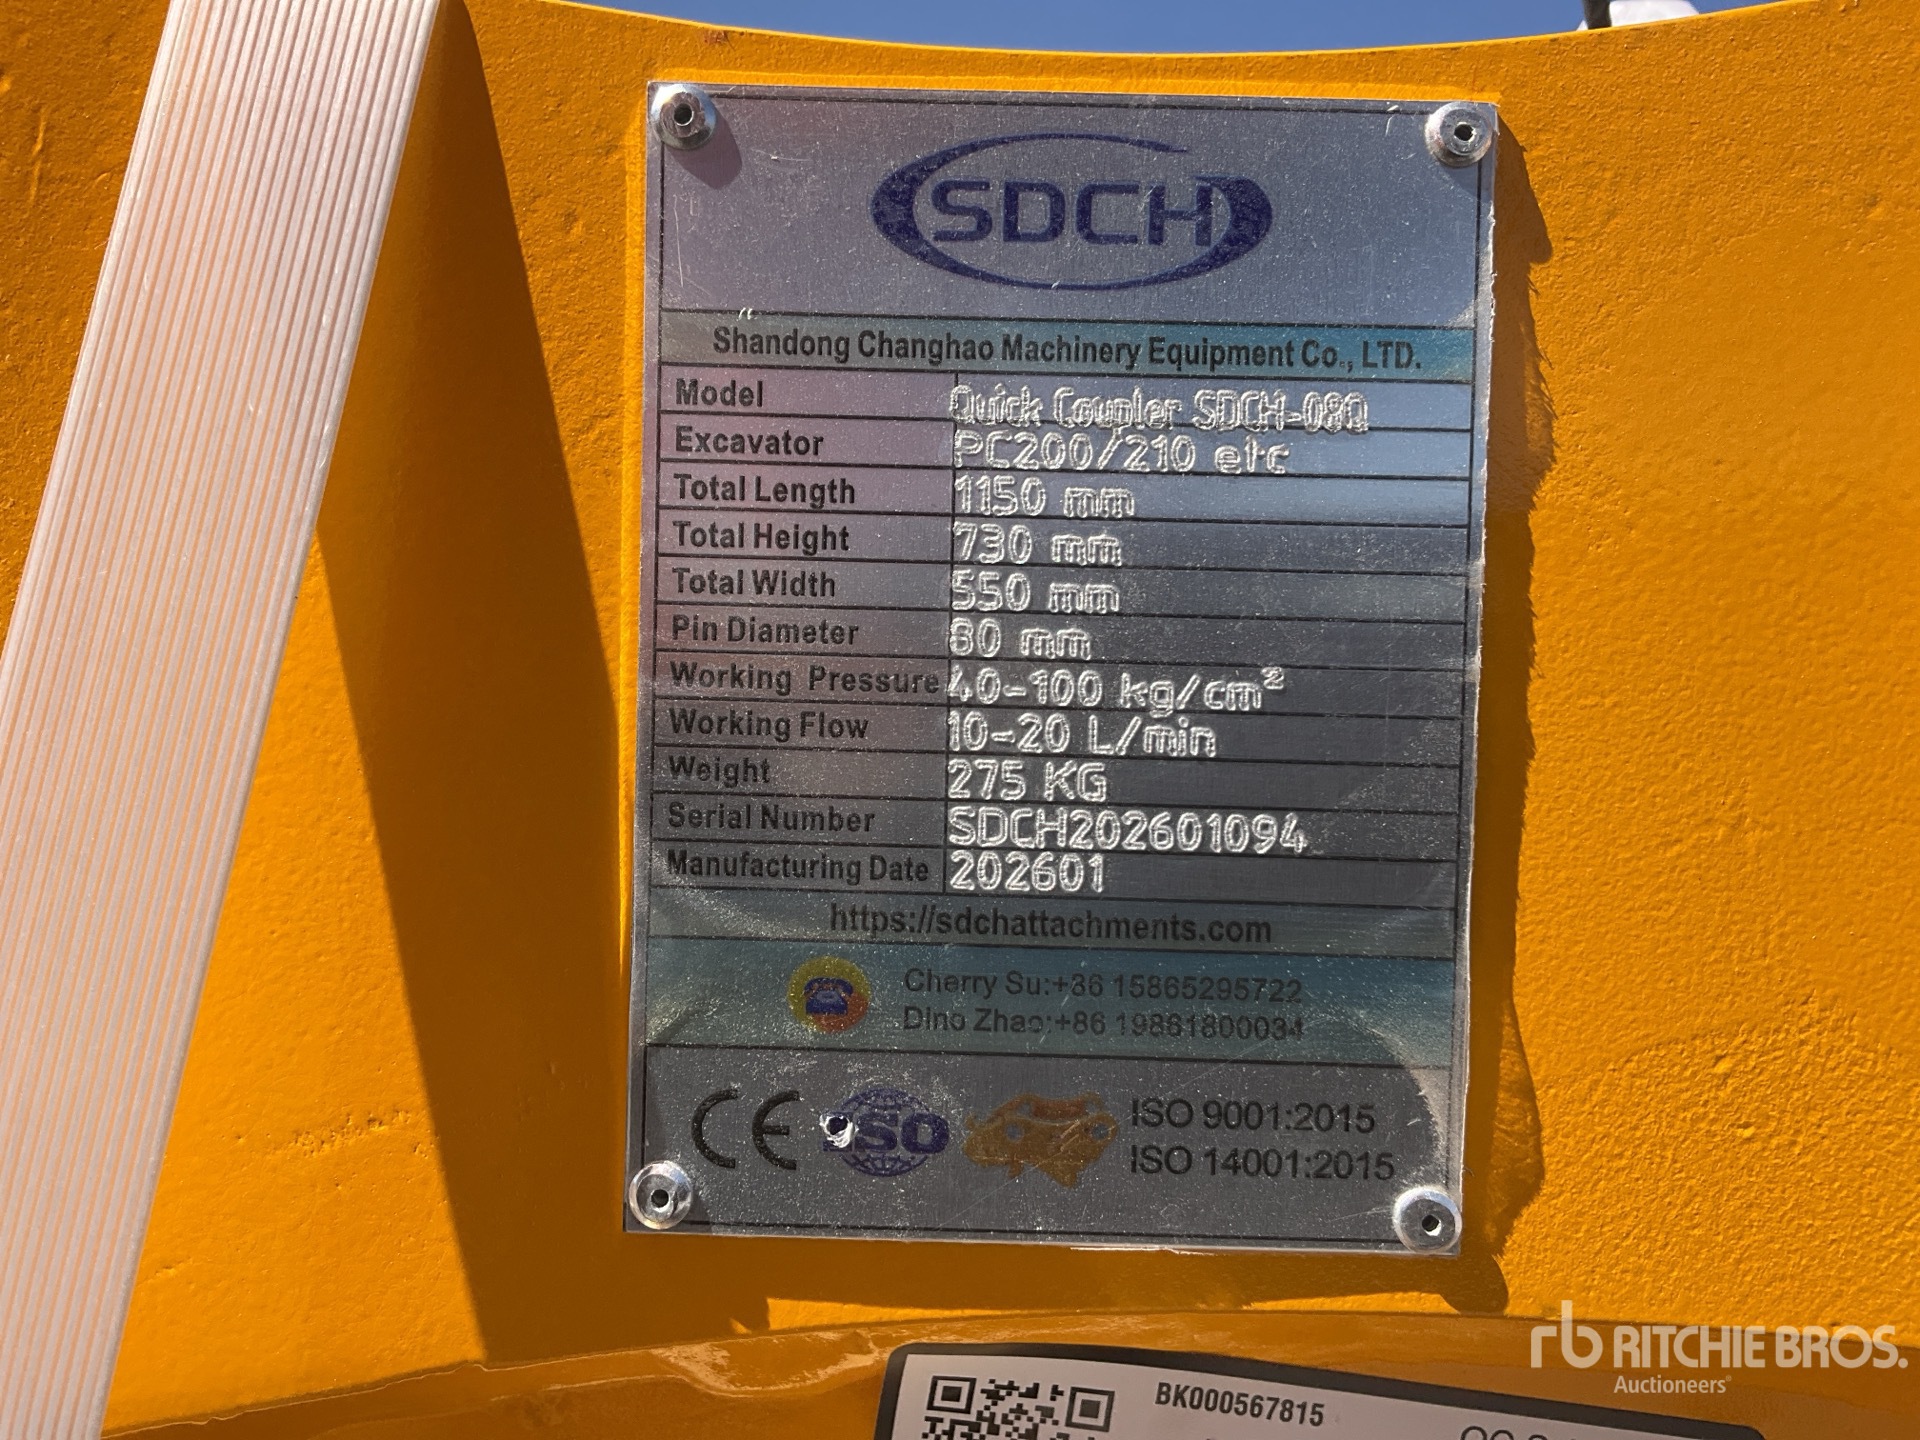 SDCH
Shandong Changhao Machinery Equipment Co., LTD.
Model Quick Coupler SDCH-08Q
Excavator PC200/210 etc
Total Length 1150 mm
Total Height 730 mm
Total Width 550 mm
Pin Diameter 80 mm
Working Pressure 40-100 kg/cm²
Working Flow 10-20 L/min
Weight 275 KG
Serial Number SDCH202601094
Manufacturing Date 202601
https://sdchattachments.com
Cherry Su:+86 15865295722
Dino Zhao:+86 19861800034
CE ISO ISO 9001:2015
ISO 14001:2015
BK000567815
rb RITCHIE BROS.
Auctioneers